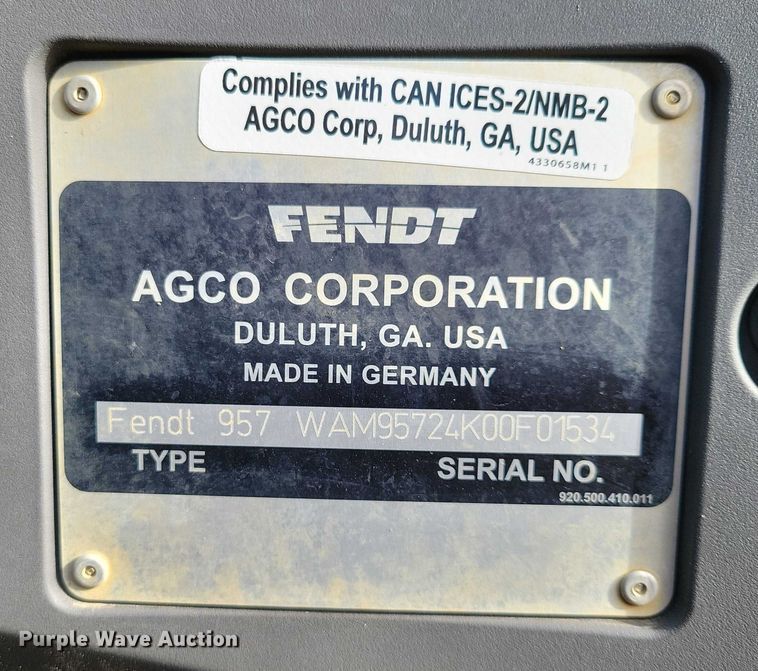 Complies with CAN ICES-2/NMB-2
AGCO Corp, Duluth, GA, USA
4330658M1 1
FENDT
AGCO CORPORATION
DULUTH, GA. USA
MADE IN GERMANY
Fendt 957 WAM95724K00F01534
TYPE SERIAL NO.
920.500.410.011
Purple Wave Auction